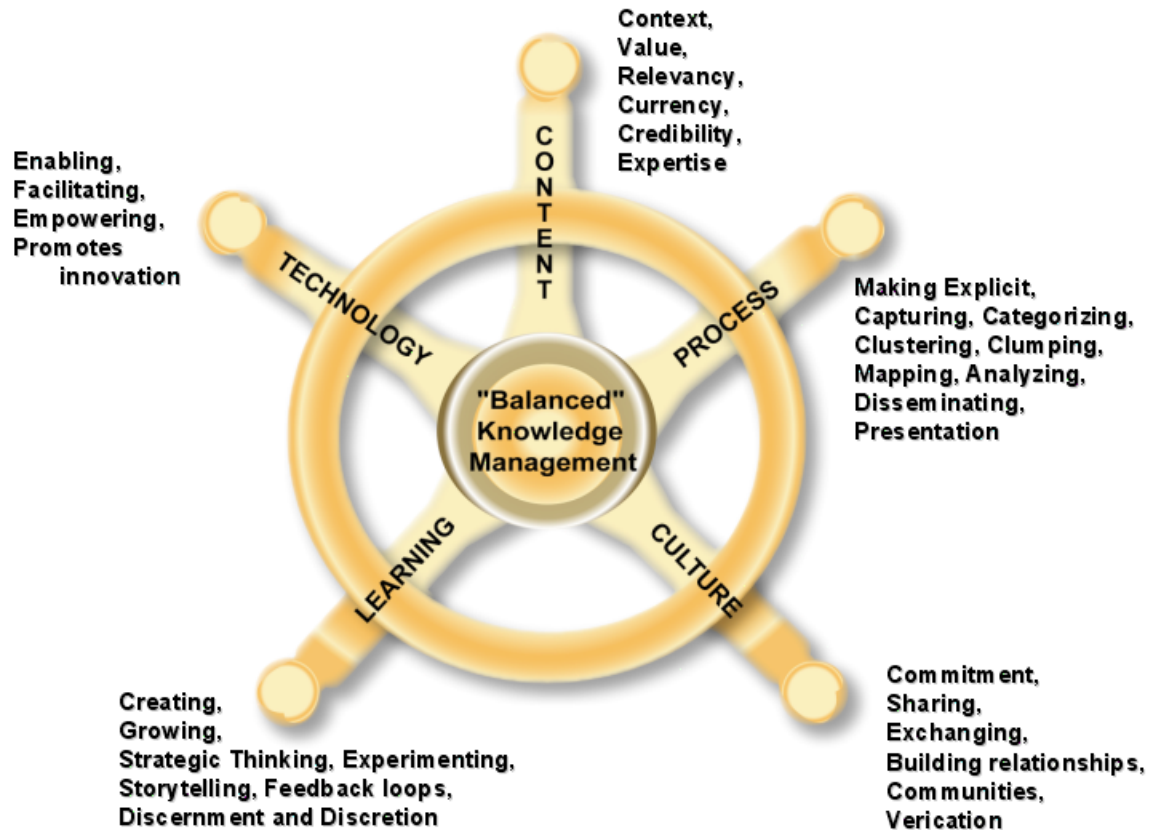 Context,
Value,
Relevancy,
Currency,
Credibility,
Expertise
CONTENT
Enabling,
Facilitating,
Empowering,
Promotes
innovation
TECHNOLOGY
PROCESS
Making Explicit,
Capturing, Categorizing,
Clustering, Clumping,
Mapping, Analyzing,
Disseminating,
Presentation
"Balanced"
Knowledge
Management
LEARNING
CULTURE
Creating,
Growing,
Strategic Thinking, Experimenting,
Storytelling, Feedback loops,
Discernment and Discretion
Commitment,
Sharing,
Exchanging,
Building relationships,
Communities,
Verication